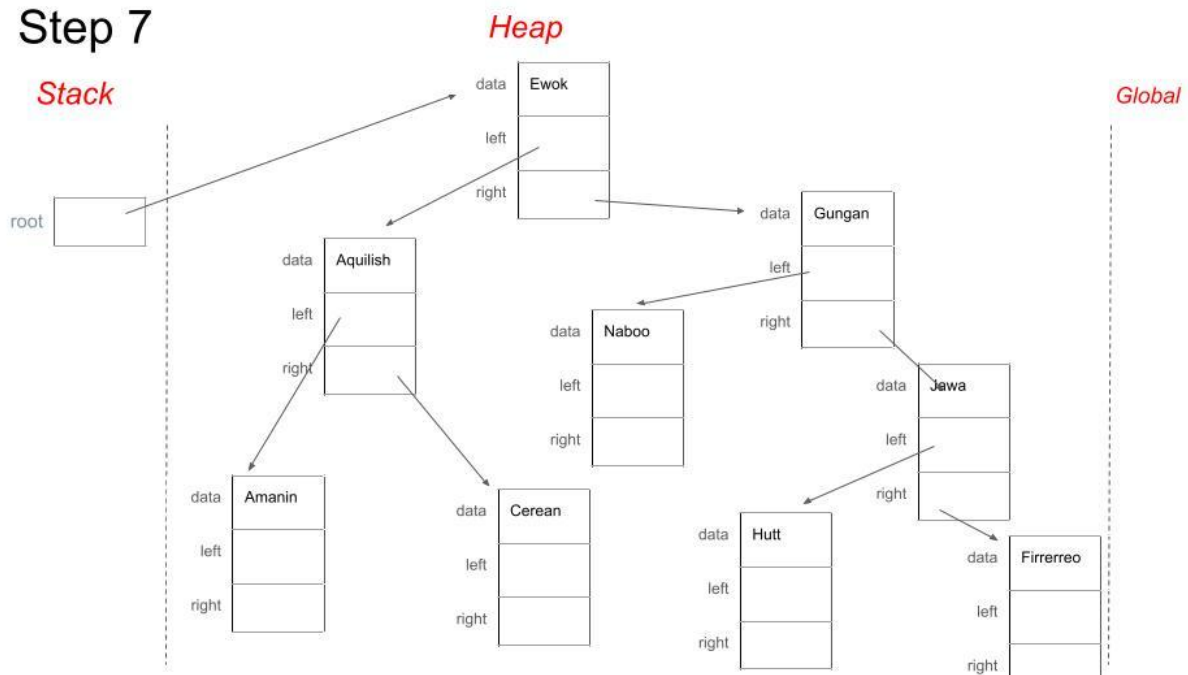 Step 7
Heap
Stack
Global
root
data Ewok
left
right
data Gungan
left
right
data Aquilish
left
right
data Naboo
left
right
data Jawa
left
right
data Amanin
left
right
data Cerean
left
right
data Hutt
left
right
data Firrerreo
left
right